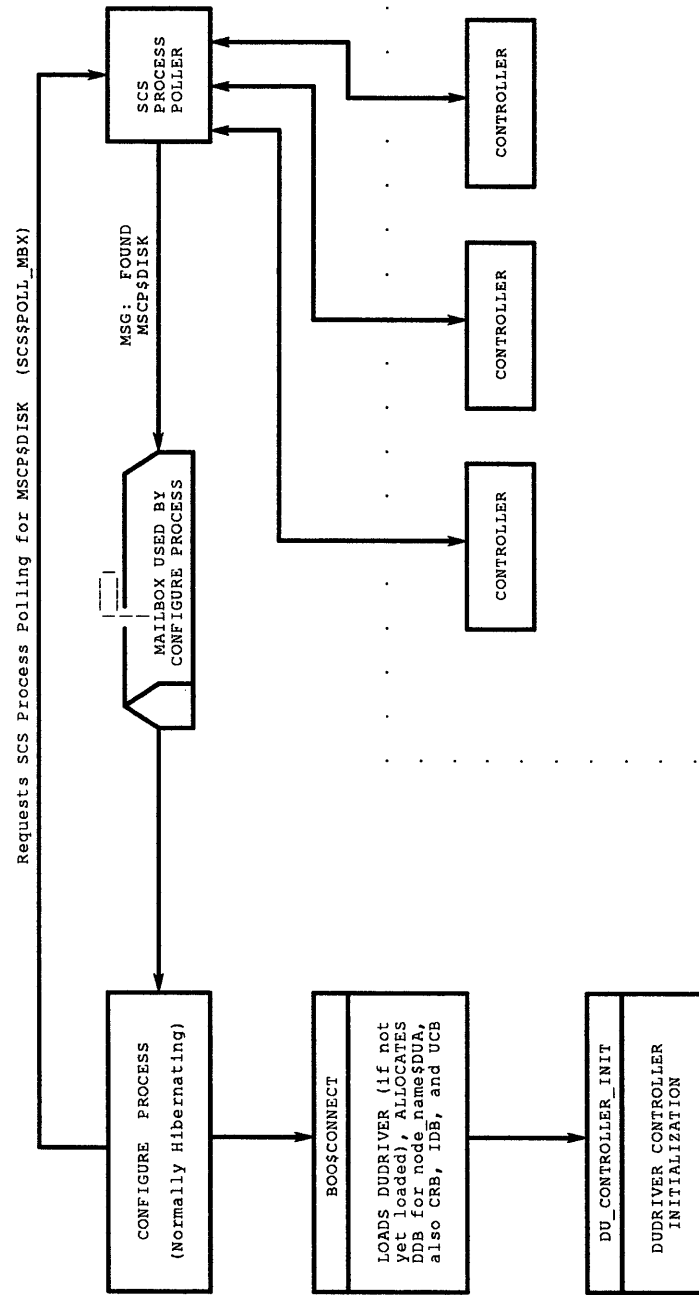 Requests SCS Process Polling for MSCP$DISK (SCS$POLL_MBX)
CONFIGURE PROCESS
(Normally Hibernating)
MAILBOX USED BY
CONFIGURE PROCESS
MSG: FOUND
MSCP$DISK
SCS
PROCESS
POLLER
BOO$CONNECT
LOADS DUDRIVER (if not
yet loaded), ALLOCATES
DDB for node_name$DUA,
also CRB, IDB, and UCB
CONTROLLER
CONTROLLER
CONTROLLER
DU_CONTROLLER_INIT
DUDRIVER CONTROLLER
INITIALIZATION